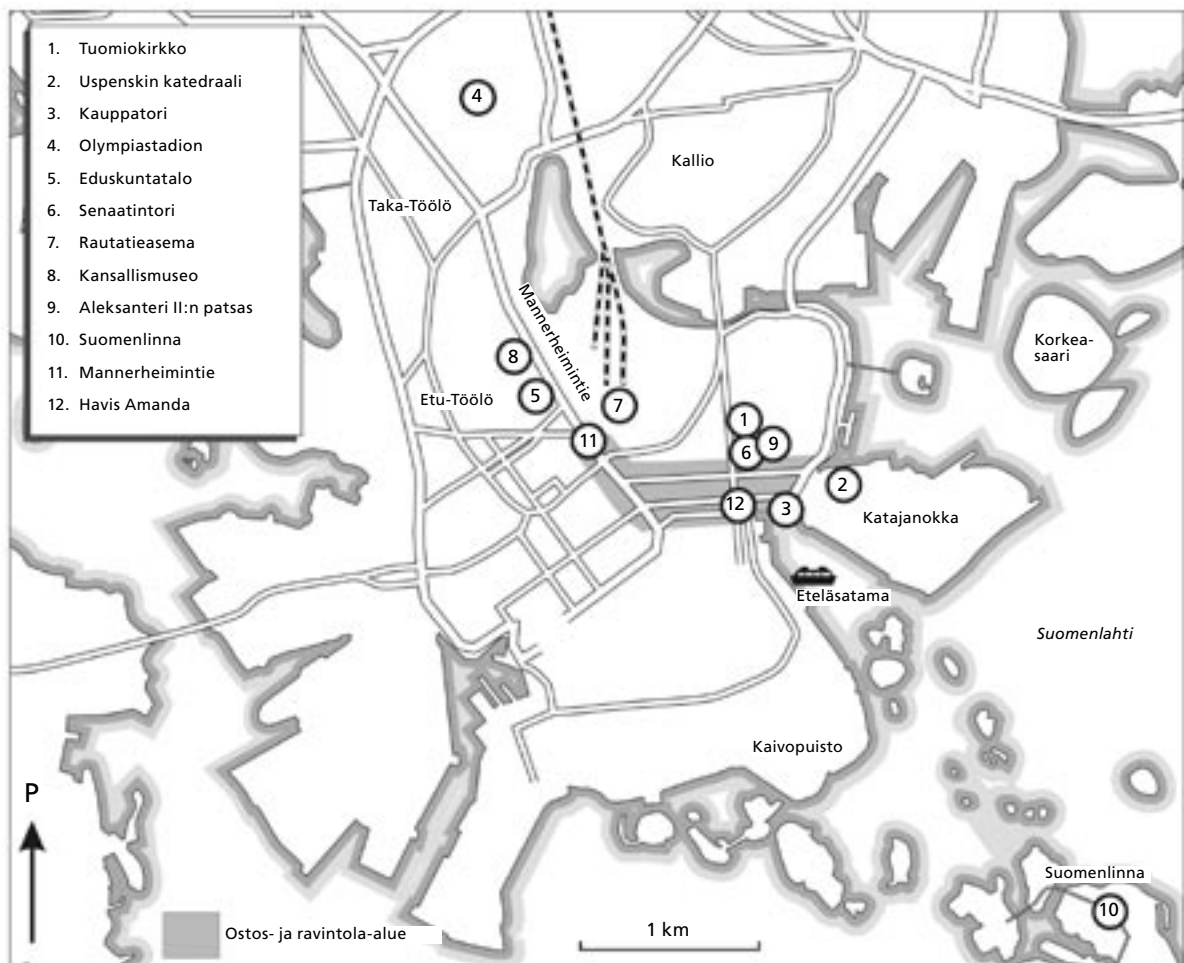 1. Tuomiokirkko
2. Uspenskin katedraali
3. Kauppatori
4. Olympiastadion
5. Eduskuntatalo
6. Senaatintori
7. Rautatieasema
8. Kansallismuseo
9. Aleksanteri II:n patsas
10. Suomenlinna
11. Mannerheimintie
12. Havis Amanda
4
Kallio
Taka-Töölö
Mannerheimintie
Korkea-
saari
8
5
Etu-Töölö
7
11
1
6
9
2
12
3
Katajanokka
Eteläsatama
Suomenlahti
Kaivopuisto
P
Suomenlinna
10
Ostos- ja ravintola-alue
1 km